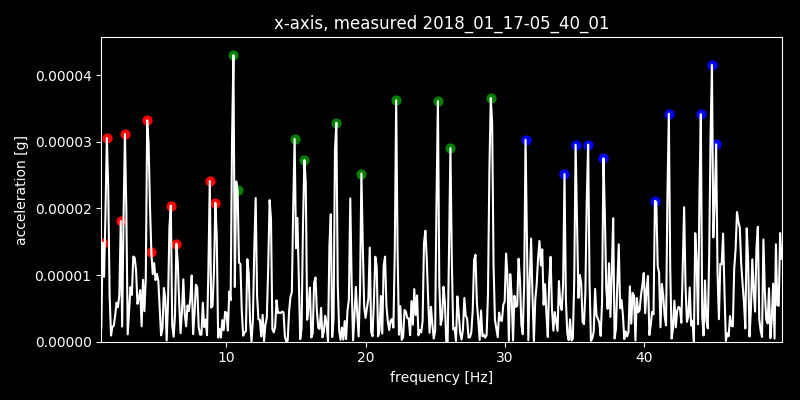 x-axis, measured 2018_01_17-05_40_01
0.00004
0.00003
0.00002
0.00001
0.00000
acceleration [g]
10 20 30 40
frequency [Hz]